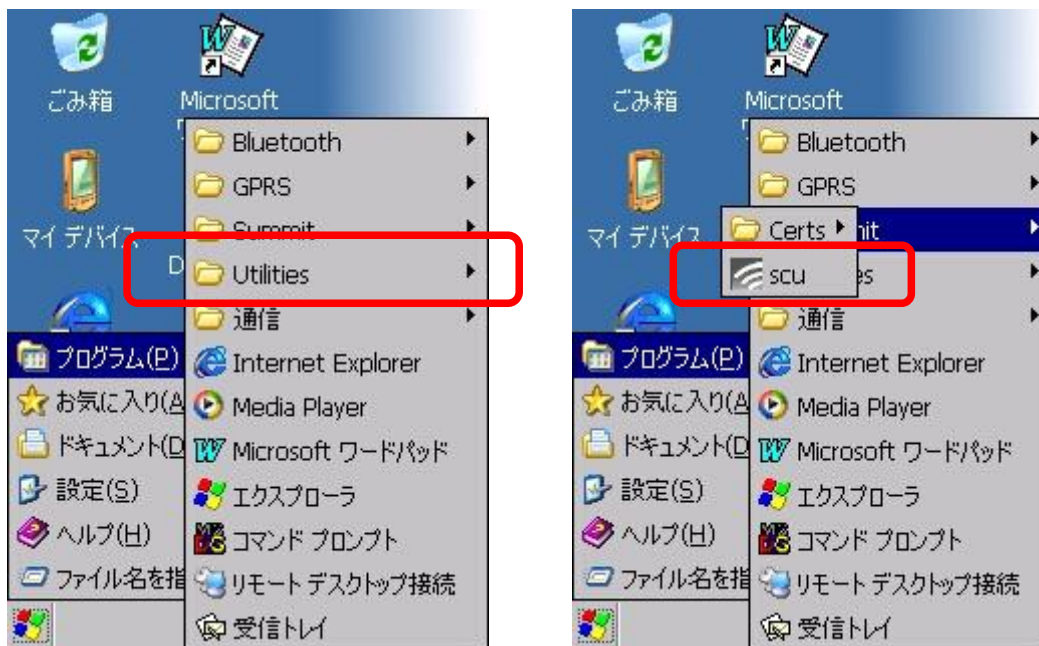 ごみ箱
Microsoft
マイ デバイス
D
Bluetooth
GPRS
Summit
Utilities
通信
Internet Explorer
Media Player
Microsoft ワードパッド
エクスプローラ
コマンド プロンプト
リモート デスクトップ接続
受信トレイ
プログラム(P)
お気に入り(A
ドキュメント(D
設定(S)
ヘルプ(H)
ファイル名を指
ごみ箱
Microsoft
マイ デバイス
Bluetooth
GPRS
Certs
nit
scu
es
通信
Internet Explorer
Media Player
Microsoft ワードパッド
エクスプローラ
コマンド プロンプト
リモート デスクトップ接続
受信トレイ
プログラム(P)
お気に入り(A
ドキュメント(D
設定(S)
ヘルプ(H)
ファイル名を指